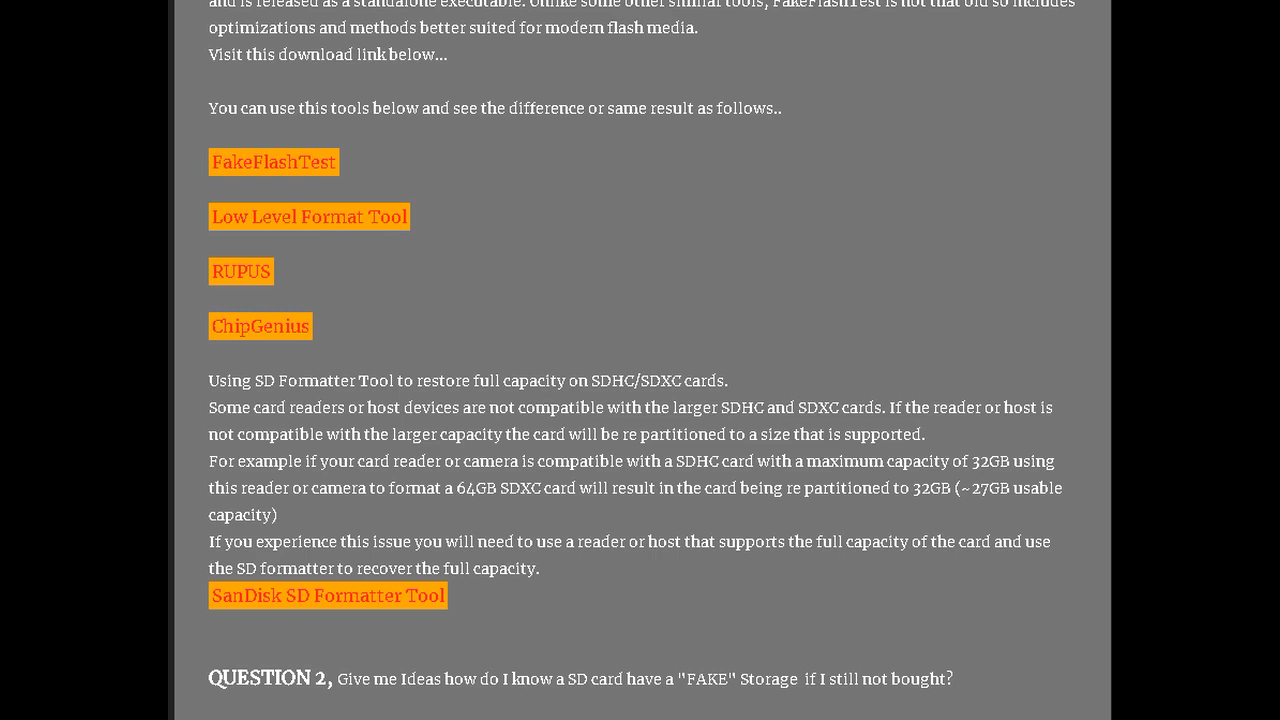 and is released as a standalone executable. Unlike some other similar tools, FakeFlashTest is not that old so includes
optimizations and methods better suited for modern flash media.
Visit this download link below...
You can use this tools below and see the difference or same result as follows..
FakeFlashTest
Low Level Format Tool
RUPUS
ChipGenius
Using SD Formatter Tool to restore full capacity on SDHC/SDXC cards.
Some card readers or host devices are not compatible with the larger SDHC and SDXC cards. If the reader or host is
not compatible with the larger capacity the card will be re partitioned to a size that is supported.
For example if your card reader or camera is compatible with a SDHC card with a maximum capacity of 32GB using
this reader or camera to format a 64GB SDXC card will result in the card being re partitioned to 32GB (~27GB usable
capacity)
If you experience this issue you will need to use a reader or host that supports the full capacity of the card and use
the SD formatter to recover the full capacity.
SanDisk SD Formatter Tool
QUESTION 2, Give me Ideas how do I know a SD card have a "FAKE" Storage if I still not bought?